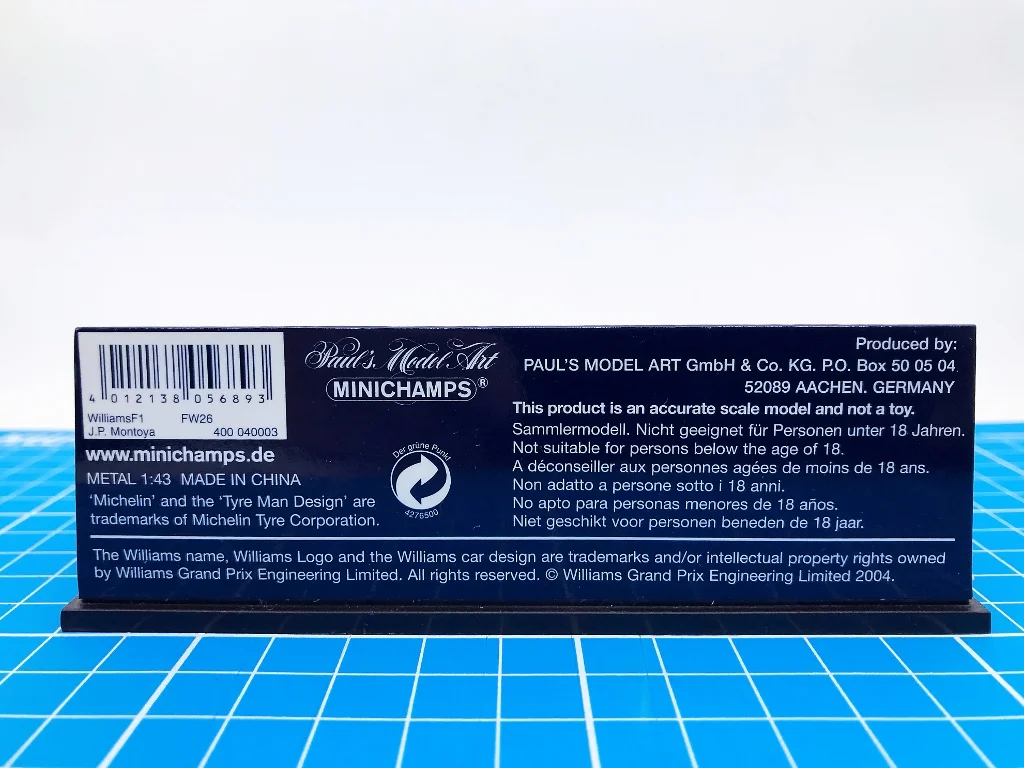 4 012138 056893
WilliamsF1 FW26
J.P. Montoya 400 040003
www.minichamps.de
METAL 1:43 MADE IN CHINA
'Michelin' and the 'Tyre Man Design' are
trademarks of Michelin Tyre Corporation.
Paul's Model Art
MINICHAMPS®
Der grüne Punkt
4276500
Produced by:
PAUL'S MODEL ART GmbH & Co. KG. P.O. Box 50 05 04
52089 AACHEN. GERMANY
This product is an accurate scale model and not a toy.
Sammlermodell. Nicht geeignet für Personen unter 18 Jahren.
Not suitable for persons below the age of 18.
A déconseiller aux personnes agées de moins de 18 ans.
Non adatto a persone sotto i 18 anni.
No apto para personas menores de 18 años.
Niet geschikt voor personen beneden de 18 jaar.
The Williams name, Williams Logo and the Williams car design are trademarks and/or intellectual property rights owned
by Williams Grand Prix Engineering Limited. All rights reserved. © Williams Grand Prix Engineering Limited 2004.